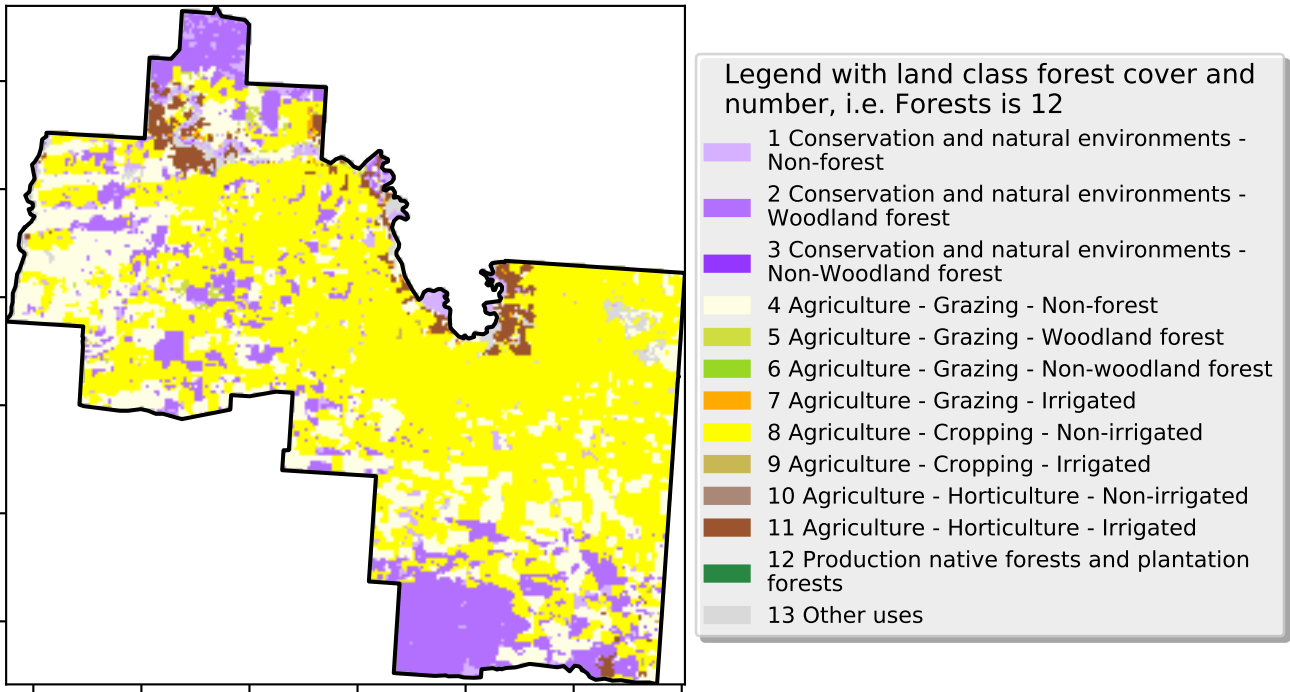 Legend with land class forest cover and
number, i.e. Forests is 12
1 Conservation and natural environments -
Non-forest
2 Conservation and natural environments -
Woodland forest
3 Conservation and natural environments -
Non-Woodland forest
4 Agriculture - Grazing - Non-forest
5 Agriculture - Grazing - Woodland forest
6 Agriculture - Grazing - Non-woodland forest
7 Agriculture - Grazing - Irrigated
8 Agriculture - Cropping - Non-irrigated
9 Agriculture - Cropping - Irrigated
10 Agriculture - Horticulture - Non-irrigated
11 Agriculture - Horticulture - Irrigated
12 Production native forests and plantation
forests
13 Other uses